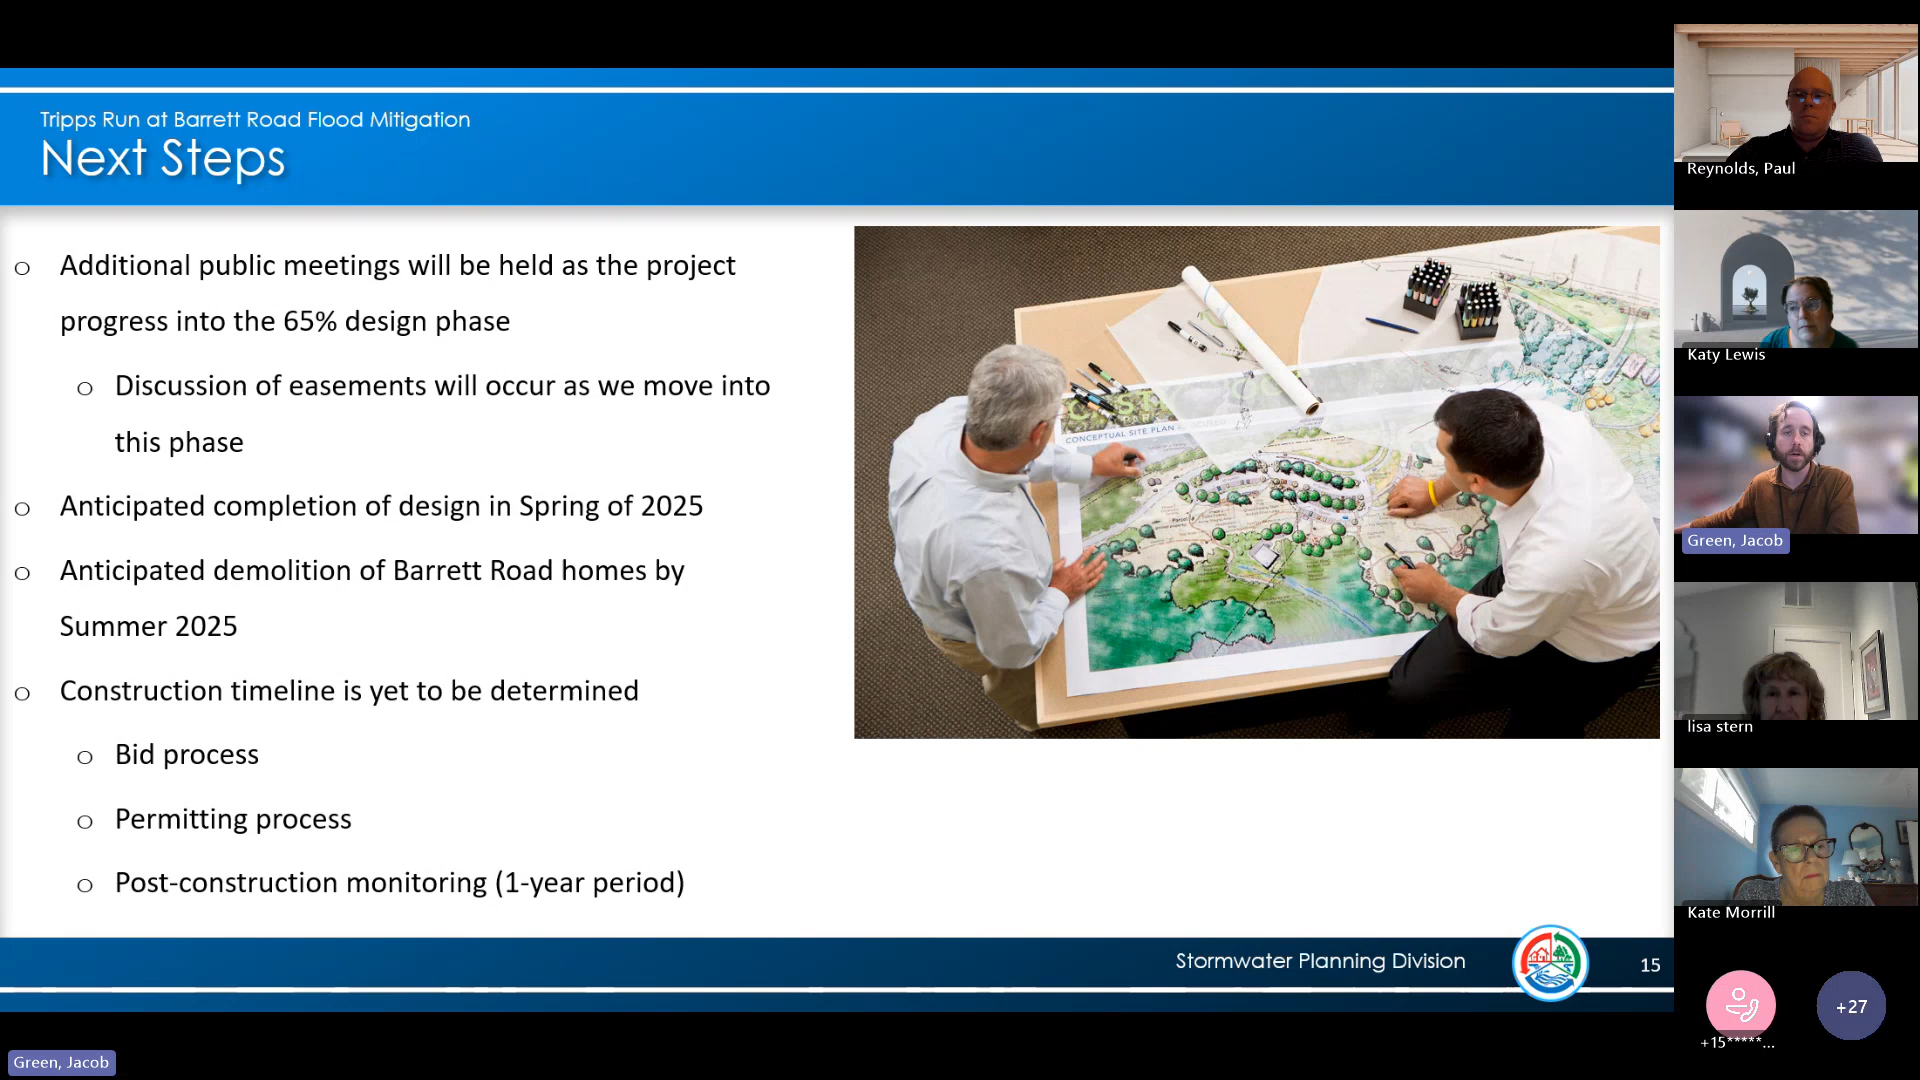 Tripps Run at Barrett Road Flood Mitigation
Next Steps
o Additional public meetings will be held as the project
progress into the 65% design phase
o Discussion of easements will occur as we move into
this phase
o Anticipated completion of design in Spring of 2025
o Anticipated demolition of Barrett Road homes by
Summer 2025
o Construction timeline is yet to be determined
o Bid process
o Permitting process
o Post-construction monitoring (1-year period)
CONCEPTUAL SITE PLAN
Stormwater Planning Division
15
Reynolds, Paul
Katy Lewis
Green, Jacob
lisa stern
Kate Morrill
+15*****...
+27
Green, Jacob